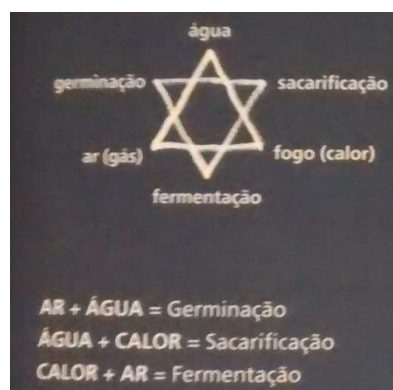 água
germinação
sacarificação
ar (gás)
fogo (calor)
fermentação
AR + ÁGUA = Germinação
ÁGUA + CALOR = Sacarificação
CALOR + AR = Fermentação